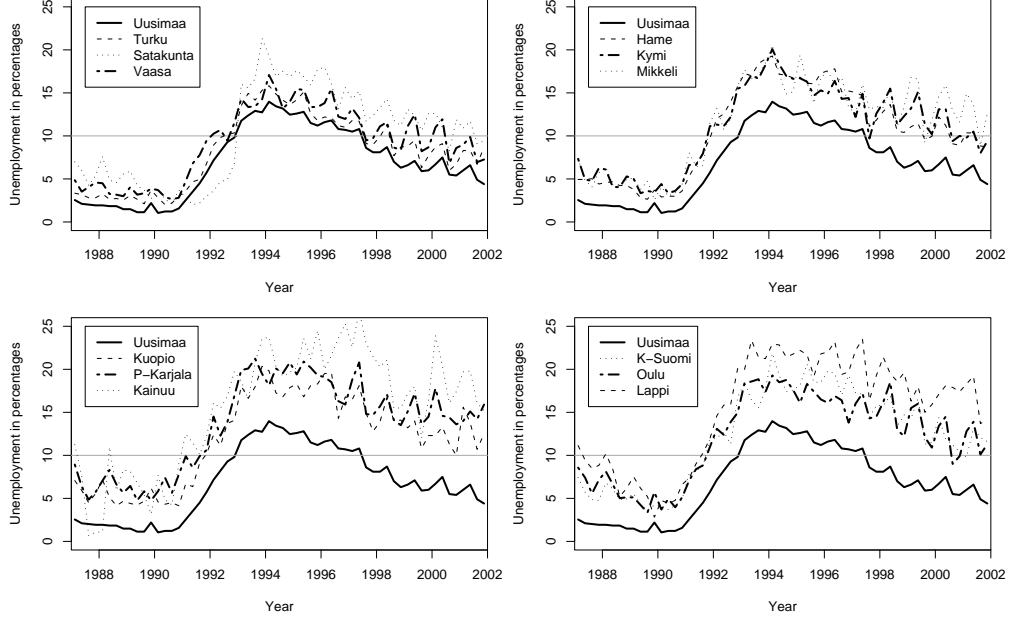 Unemployment in percentages
0 5 10 15 20 25
Uusimaa
Turku
Satakunta
Vaasa
1988 1990 1992 1994 1996 1998 2000 2002
Year
Unemployment in percentages
0 5 10 15 20 25
Uusimaa
Hame
Kymi
Mikkeli
1988 1990 1992 1994 1996 1998 2000 2002
Year
Unemployment in percentages
0 5 10 15 20 25
Uusimaa
Kuopio
P−Karjala
Kainuu
1988 1990 1992 1994 1996 1998 2000 2002
Year
Unemployment in percentages
0 5 10 15 20 25
Uusimaa
K−Suomi
Oulu
Lappi
1988 1990 1992 1994 1996 1998 2000 2002
Year